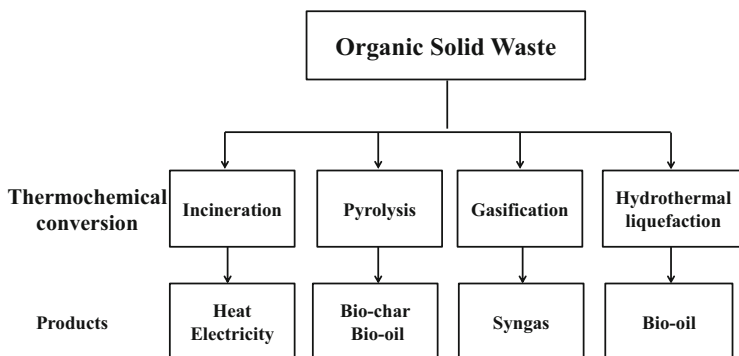 Organic Solid Waste
Thermochemical
conversion
Incineration
Pyrolysis
Gasification
Hydrothermal
liquefaction
Products
Heat
Electricity
Bio-char
Bio-oil
Syngas
Bio-oil